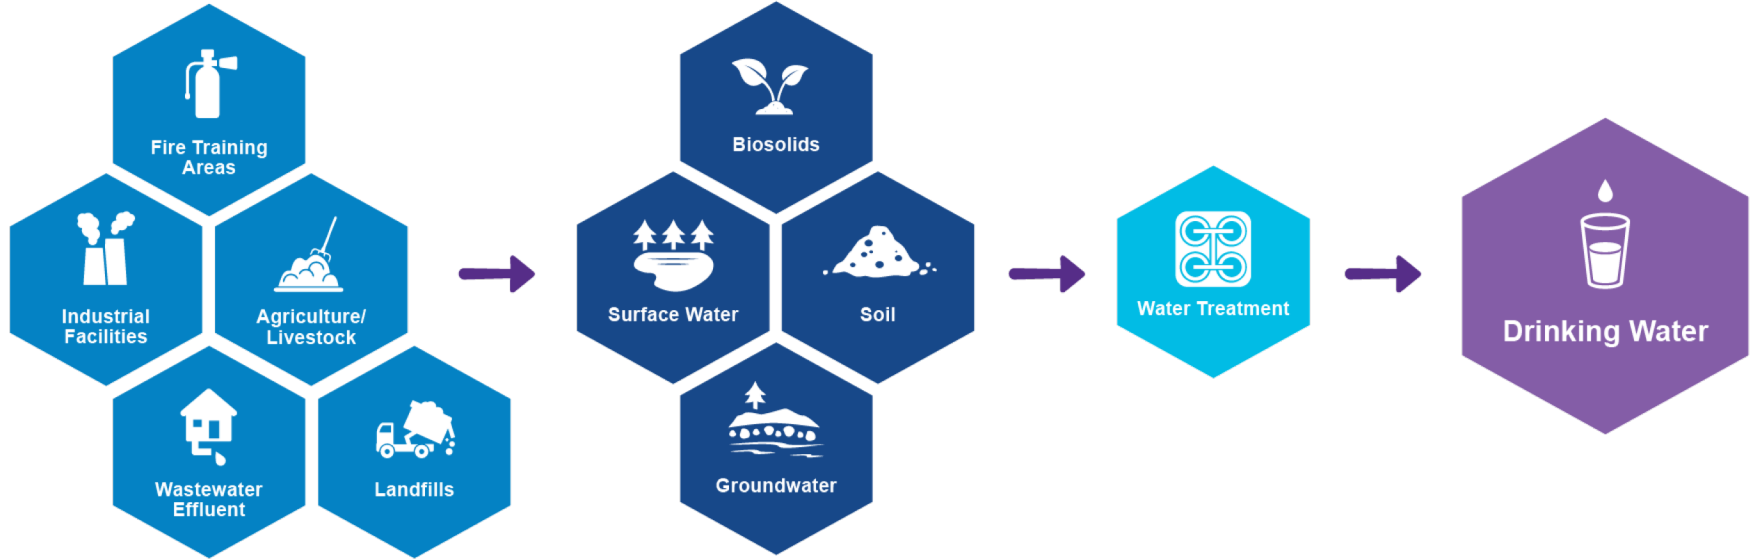 Fire Training
Areas
Industrial
Facilities
Agriculture/
Livestock
Wastewater
Effluent
Landfills
Biosolids
Surface Water
Soil
Groundwater
Water Treatment
Drinking Water